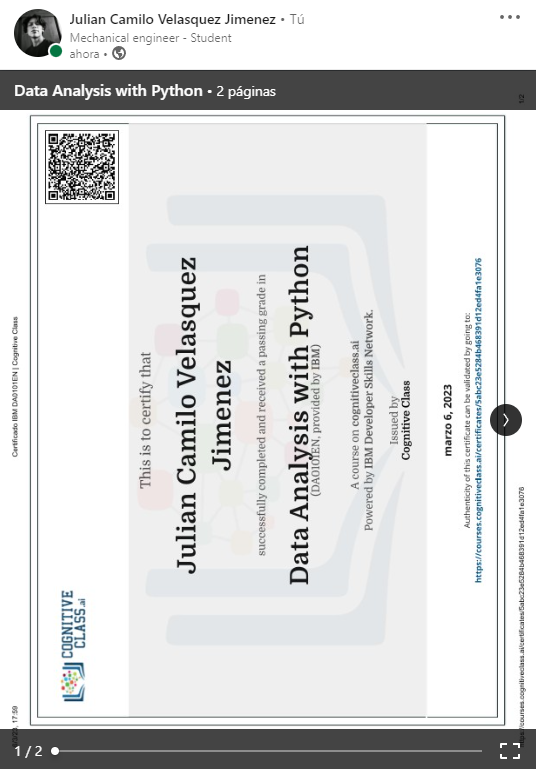 Julian Camilo Velasquez Jimenez • Tú
Mechanical engineer - Student
ahora •
Data Analysis with Python • 2 páginas
1/2
Certificado IBM DA0101EN | Cognitive Class
COGNITIVE
CLASS.ai
This is to certify that
Julian Camilo Velasquez
Jimenez
successfully completed and received a passing grade in
Data Analysis with Python
(DA0101EN, provided by IBM)
A course on cognitiveclass.ai
Powered by IBM Developer Skills Network.
Issued by
Cognitive Class
marzo 6, 2023
Authenticity of this certificate can be validated by going to:
https://courses.cognitiveclass.ai/certificates/5abc23e5284b468391d12ed4fa1e3076
https://courses.cognitiveclass.ai/certificates/5abc23e5284b468391d12ed4fa1e3076
17:59
1 / 2